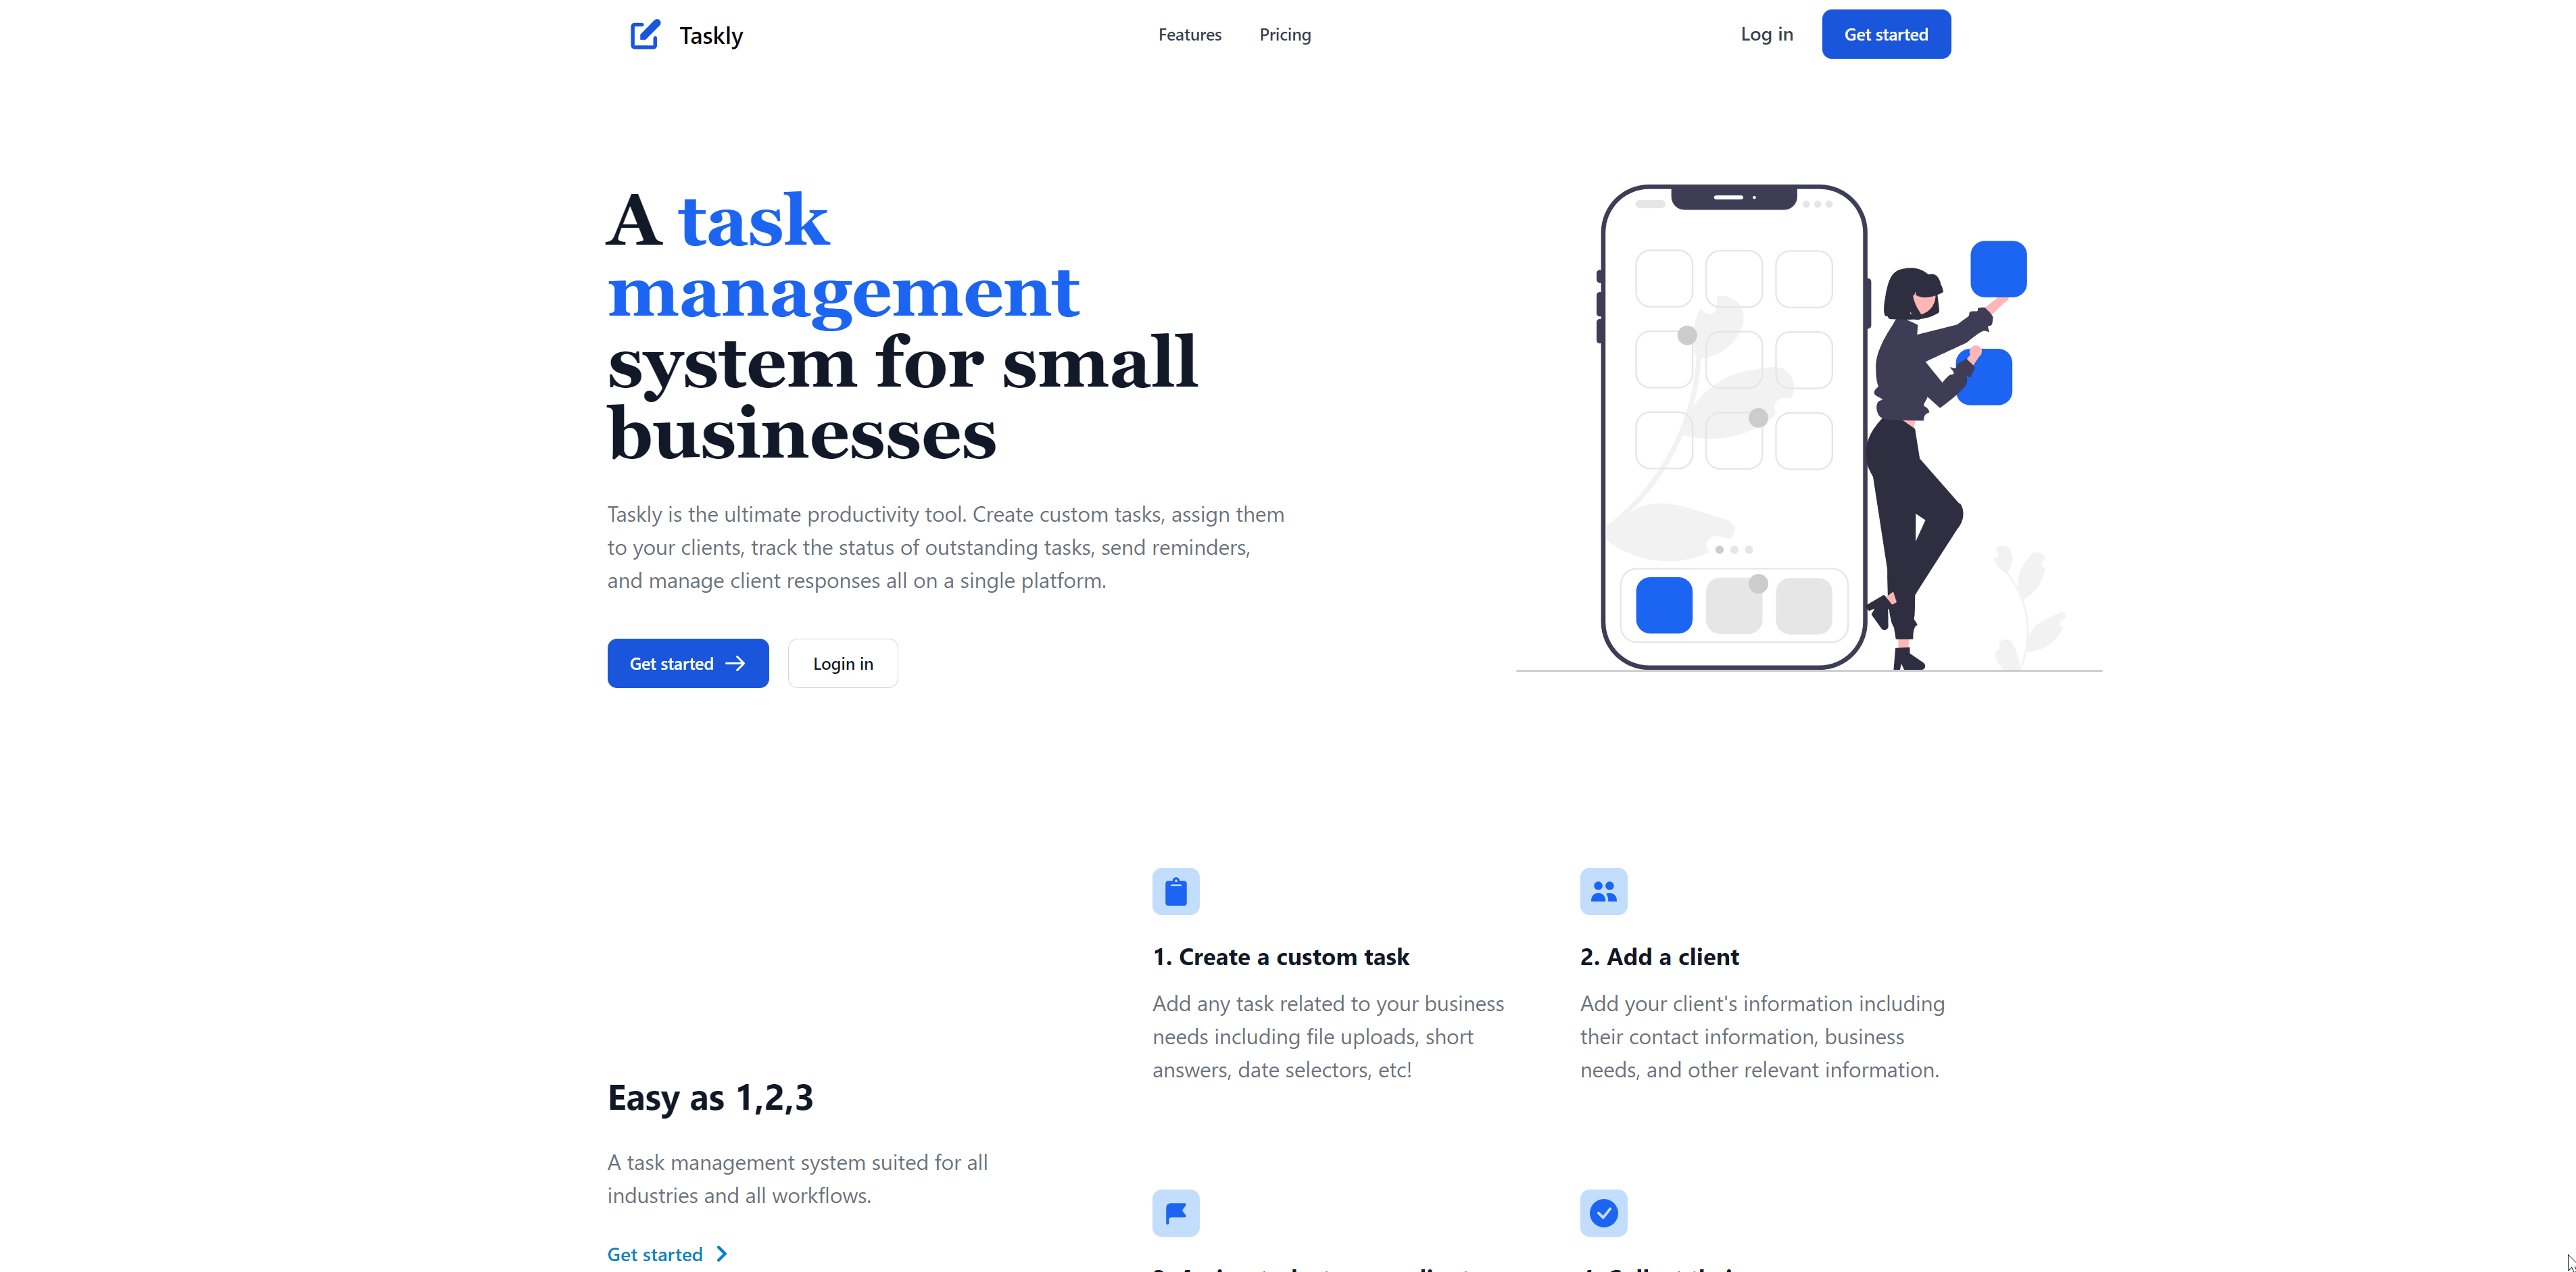 Taskly
Features
Pricing
Log in
Get started
A task
management
system for small
businesses
Taskly is the ultimate productivity tool. Create custom tasks, assign them
to your clients, track the status of outstanding tasks, send reminders,
and manage client responses all on a single platform.
Get started
Login in
Easy as 1,2,3
A task management system suited for all
industries and all workflows.
Get started
1. Create a custom task
Add any task related to your business
needs including file uploads, short
answers, date selectors, etc!
2. Add a client
Add your client's information including
their contact information, business
needs, and other relevant information.